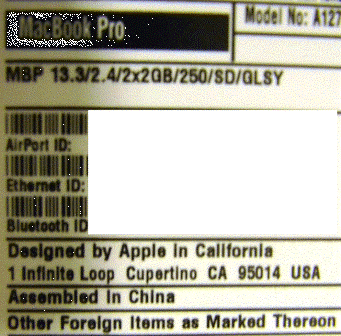 MacBook Pro
Model No: A127
MBP 13.3/2.4/2x2GB/250/SD/GLSY
AirPort ID:
Ethernet ID:
Bluetooth ID
Designed by Apple in California
1 Infinite Loop Cupertino CA 95014 USA
Assembled In China
Other Foreign Items as Marked Thereon